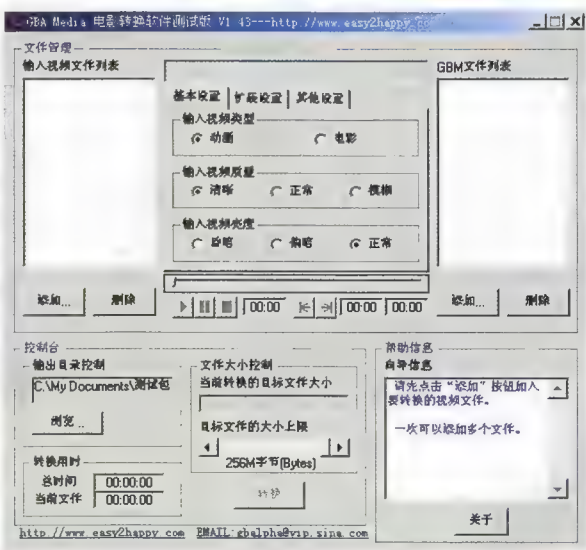 GBA Media 电影转换软件测试版 V1 43---http //www.easy2happy.co
文件管理
输入视频文件列表
GBM文件列表
基本设置 扩展设置 其他设置
输入视频类型
动画 电影
输入视频质量
清晰 正常 模糊
输入视频亮度
昏暗 偏暗 正常
添加... 删除
00:00 00:00 00:00
添加... 删除
控制台
输出目录控制
C:\My Documents\测试包
浏览...
转换用时
总时间 00:00:00
当前文件 00:00:00
文件大小控制
当前转换的目标文件大小
目标文件的大小上限
256M字节(Bytes)
转换
帮助信息
向导信息
请先点击“添加”按钮加入
要转换的视频文件。
一次可以添加多个文件。
关于
http //www.easy2happy com EMAIL:gbalpha@vip.sina com